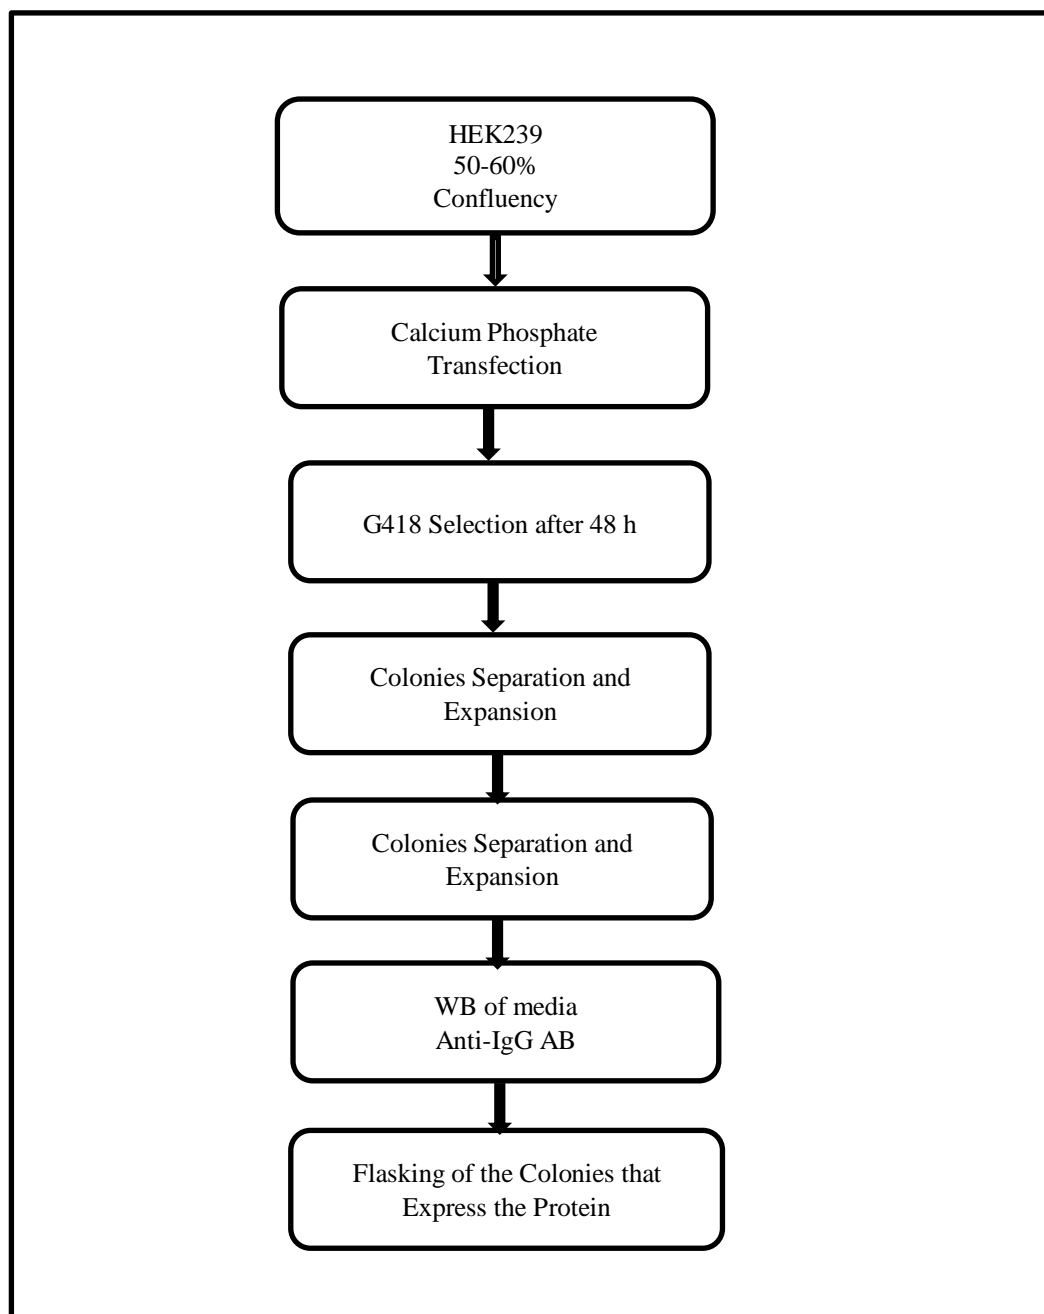 HEK239
50-60%
Confluency
Calcium Phosphate
Transfection
G418 Selection after 48 h
Colonies Separation and
Expansion
Colonies Separation and
Expansion
WB of media
Anti-IgG AB
Flasking of the Colonies that
Express the Protein